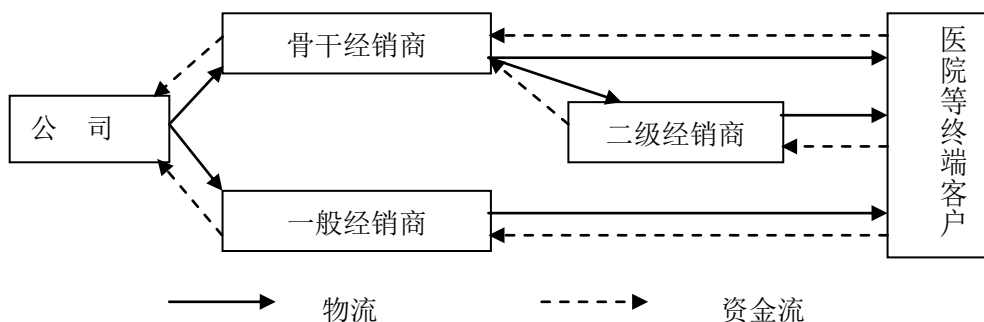 骨干经销商
公 司
二级经销商
一般经销商
医院等终端客户
物流
资金流